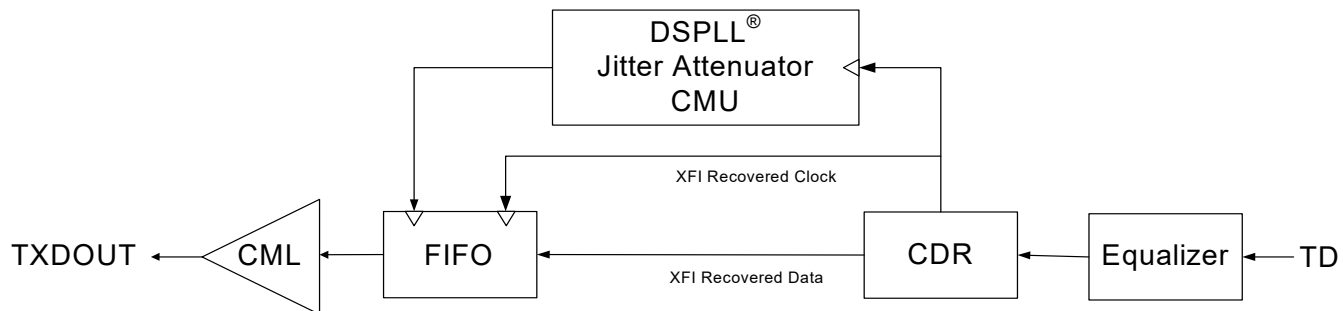 DSPLL®
Jitter Attenuator
CMU
XFI Recovered Clock
TXDOUT
CML
FIFO
CDR
Equalizer
TD
XFI Recovered Data